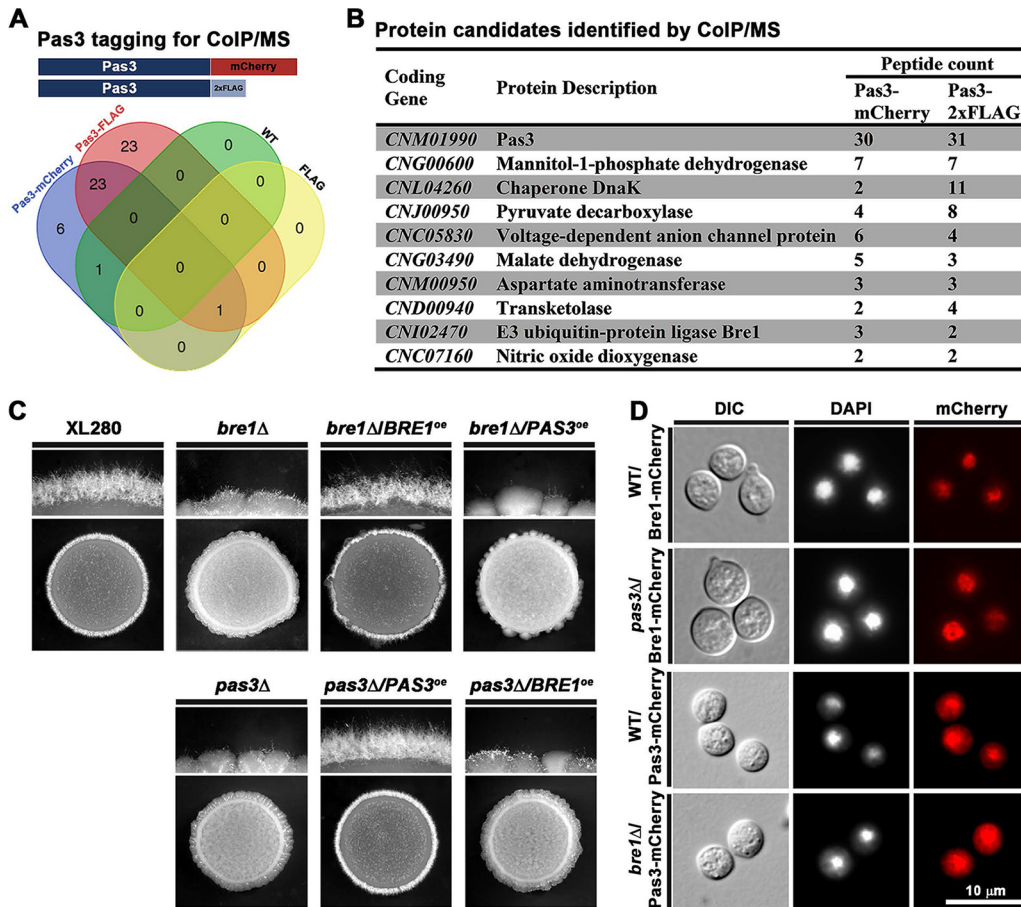 A
Pas3 tagging for CoIP/MS
Pas3 mCherry
Pas3 2xFLAG
Pas3-mCherry
Pas3-FLAG
WT
FLAG
23
0
6
23
0
0
0
0
0
1
0
0
0
1
0
B
Protein candidates identified by CoIP/MS
Coding Gene
Protein Description
Peptide count
Pas3-mCherry
Pas3-2xFLAG
CNM01990 Pas3 30 31
CNG00600 Mannitol-1-phosphate dehydrogenase 7 7
CNL04260 Chaperone DnaK 2 11
CNJ00950 Pyruvate decarboxylase 4 8
CNC05830 Voltage-dependent anion channel protein 6 4
CNG03490 Malate dehydrogenase 5 3
CNM00950 Aspartate aminotransferase 3 3
CND00940 Transketolase 2 4
CNI02470 E3 ubiquitin-protein ligase Bre1 3 2
CNC07160 Nitric oxide dioxygenase 2 2
C
XL280 bre1Δ bre1Δ/BRE1oe bre1Δ/PAS3oe
pas3Δ pas3Δ/PAS3oe pas3Δ/BRE1oe
D
DIC DAPI mCherry
WT/
Bre1-mCherry
pas3Δ/
Bre1-mCherry
WT/
Pas3-mCherry
bre1Δ/
Pas3-mCherry
10 μm